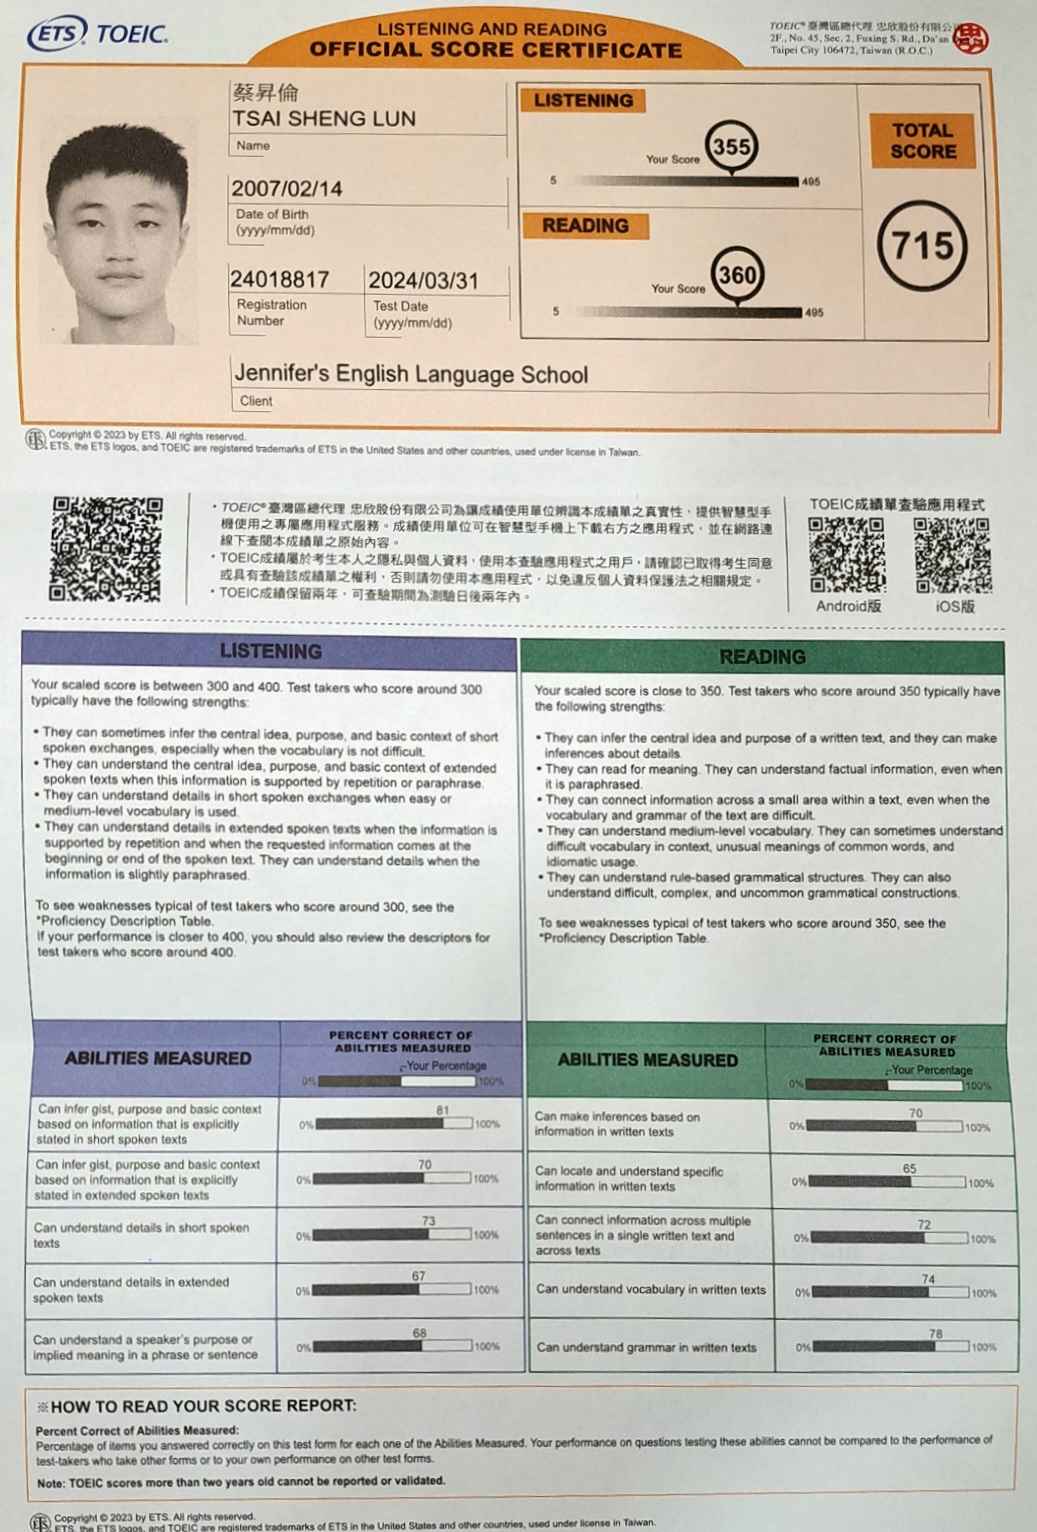 ETS® TOEIC®
LISTENING AND READING
OFFICIAL SCORE CERTIFICATE
TOEIC® 臺灣區總代理 忠欣股份有限公
2F., No. 45, Sec. 2, Fuxing S. Rd., Da'an
Taipei City 106472, Taiwan (R.O.C.)
蔡昇倫
TSAI SHENG LUN
Name
2007/02/14
Date of Birth
(yyyy/mm/dd)
24018817
Registration
Number
2024/03/31
Test Date
(yyyy/mm/dd)
Jennifer's English Language School
Client
LISTENING
Your Score 355
5 495
READING
Your Score 360
5 495
TOTAL
SCORE
715
Copyright © 2023 by ETS. All rights reserved.
ETS, the ETS logos, and TOEIC are registered trademarks of ETS in the United States and other countries, used under license in Taiwan.
・TOEIC®臺灣區總代理 忠欣股份有限公司為讓成績使用單位辨識本成績單之真實性，提供智慧型手
機使用之專屬應用程式服務。成績使用單位可在智慧型手機上下載右方之應用程式，並在網路連
線下查閱本成績單之原始內容。
・TOEIC成績屬於考生本人之隱私與個人資料，使用本查驗應用程式之用戶，請確認已取得考生同意
或具有查驗該成績單之權利，否則請勿使用本應用程式，以免違反個人資料保護法之相關規定。
・TOEIC成績保留兩年，可查驗期間為測驗日後兩年內。
TOEIC成績單查驗應用程式
Android版
iOS版
LISTENING
Your scaled score is between 300 and 400. Test takers who score around 300
typically have the following strengths:
• They can sometimes infer the central idea, purpose, and basic context of short
spoken exchanges, especially when the vocabulary is not difficult.
• They can understand the central idea, purpose, and basic context of extended
spoken texts when this information is supported by repetition or paraphrase.
• They can understand details in short spoken exchanges when easy or
medium-level vocabulary is used.
• They can understand details in extended spoken texts when the information is
supported by repetition and when the requested information comes at the
beginning or end of the spoken text. They can understand details when the
information is slightly paraphrased.
To see weaknesses typical of test takers who score around 300, see the
*Proficiency Description Table.
If your performance is closer to 400, you should also review the descriptors for
test takers who score around 400.
READING
Your scaled score is close to 350. Test takers who score around 350 typically have
the following strengths:
• They can infer the central idea and purpose of a written text, and they can make
inferences about details.
• They can read for meaning. They can understand factual information, even when
it is paraphrased.
• They can connect information across a small area within a text, even when the
vocabulary and grammar of the text are difficult.
• They can understand medium-level vocabulary. They can sometimes understand
difficult vocabulary in context, unusual meanings of common words, and
idiomatic usage.
• They can understand rule-based grammatical structures. They can also
understand difficult, complex, and uncommon grammatical constructions.
To see weaknesses typical of test takers who score around 350, see the
*Proficiency Description Table.
ABILITIES MEASURED
PERCENT CORRECT OF
ABILITIES MEASURED
Your Percentage
0% 100%
Can infer gist, purpose and basic context
based on information that is explicitly
stated in short spoken texts
81
0% 100%
Can infer gist, purpose and basic context
based on information that is explicitly
stated in extended spoken texts
70
0% 100%
Can understand details in short spoken
texts
73
0% 100%
Can understand details in extended
spoken texts
67
0% 100%
Can understand a speaker's purpose or
implied meaning in a phrase or sentence
68
0% 100%
ABILITIES MEASURED
PERCENT CORRECT OF
ABILITIES MEASURED
Your Percentage
0% 100%
Can make inferences based on
information in written texts
70
0% 100%
Can locate and understand specific
information in written texts
65
0% 100%
Can connect information across multiple
sentences in a single written text and
across texts
72
0% 100%
Can understand vocabulary in written texts
74
0% 100%
Can understand grammar in written texts
78
0% 100%
※HOW TO READ YOUR SCORE REPORT:
Percent Correct of Abilities Measured:
Percentage of items you answered correctly on this test form for each one of the Abilities Measured. Your performance on questions testing these abilities cannot be compared to the performance of
test-takers who take other forms or to your own performance on other test forms.
Note: TOEIC scores more than two years old cannot be reported or validated.
Copyright © 2023 by ETS. All rights reserved.
ETS, the ETS logos, and TOEIC are registered trademarks of ETS in the United States and other countries, used under license in Taiwan.